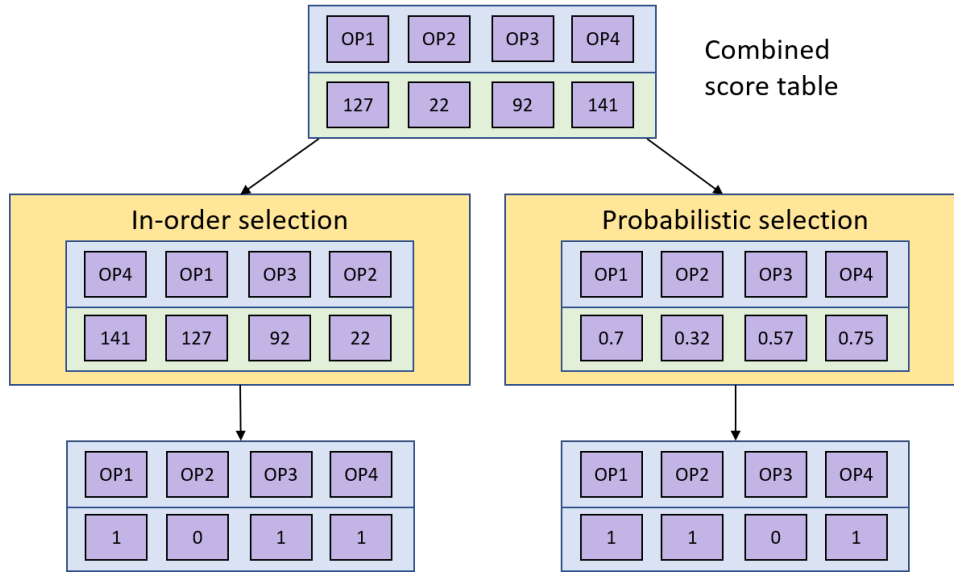 OP1 OP2 OP3 OP4
127 22 92 141
Combined
score table
In-order selection
OP4 OP1 OP3 OP2
141 127 92 22
Probabilistic selection
OP1 OP2 OP3 OP4
0.7 0.32 0.57 0.75
OP1 OP2 OP3 OP4
1 0 1 1
OP1 OP2 OP3 OP4
1 1 0 1